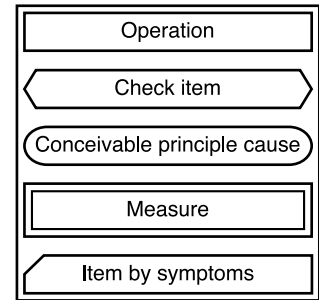 Operation
Check item
Conceivable principle cause
Measure
Item by symptoms